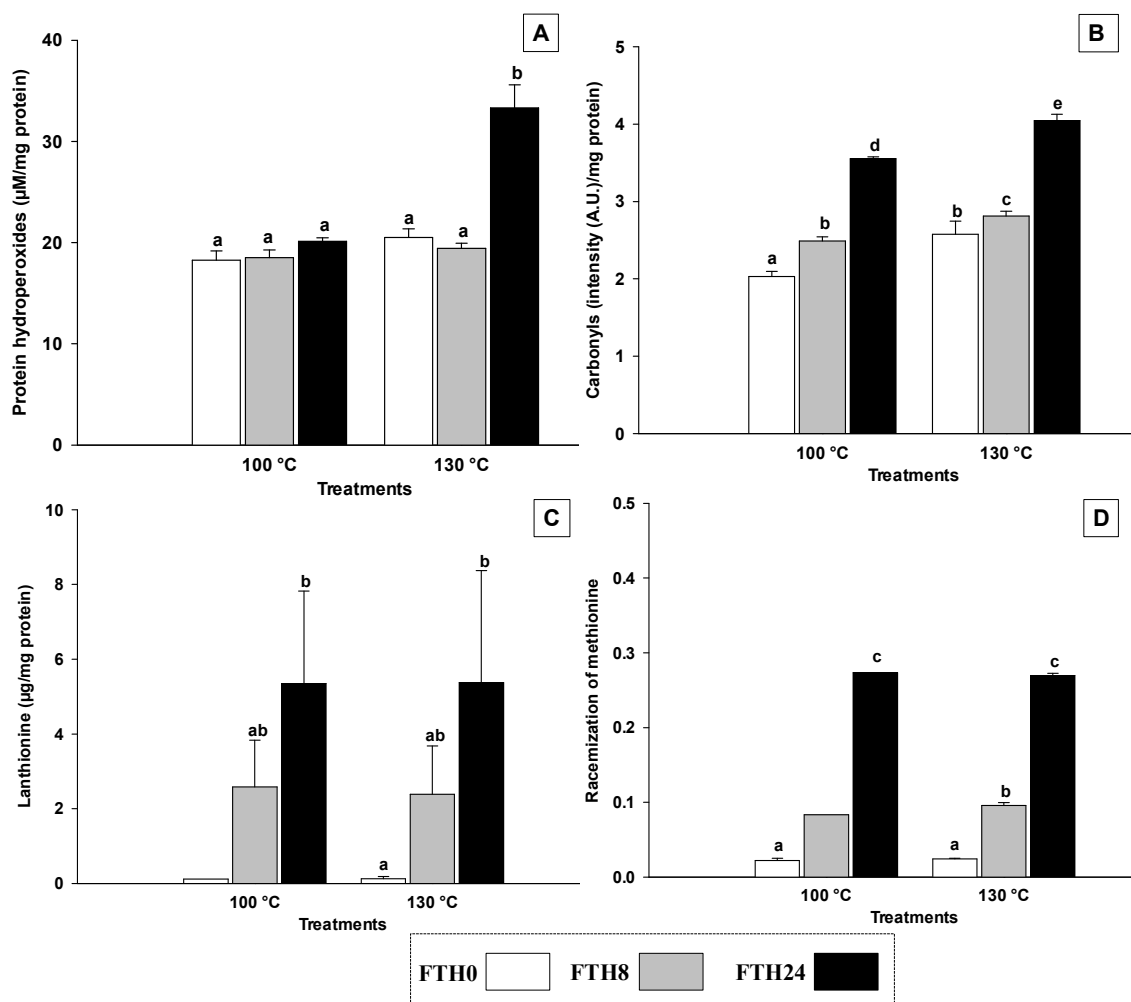 A
Protein hydroperoxides (µM/mg protein)
40
30
20
10
0
a
a
a
a
a
b
100 °C
130 °C
Treatments
B
Carbonyls (intensity (A.U.)/mg protein)
5
4
3
2
1
0
a
b
d
b
c
e
100 °C
130 °C
Treatments
C
Lanthionine (µg/mg protein)
10
8
6
4
2
0
ab
b
a
ab
b
100 °C
130 °C
Treatments
D
Racemization of methionine
0.5
0.4
0.3
0.2
0.1
0.0
a
c
a
b
c
100 °C
130 °C
Treatments
FTH0 FTH8 FTH24